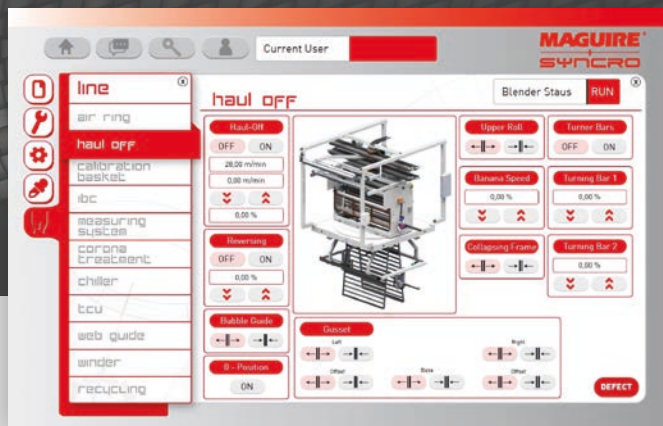 Current User
MAGUIRE
+
SYNCRO
line
air ring
haul off
calibration
basket
ibc
measuring
system
corona
treatment
chiller
tcu
web guide
winder
recycling
haul off
Blender Staus
RUN
Haul-Off
OFF ON
20,00 m/min
0,00 m/min
0,00 %
Reversing
OFF ON
0,00 %
Bubble Guide
0 - Position
ON
Upper Roll
Banana Speed
0,00 %
Collapsing Frame
Turner Bars
OFF ON
Turning Bar 1
0,00 %
Turning Bar 2
0,00 %
Gusset
Left
Right
Offset
Base
Offset
DEFECT